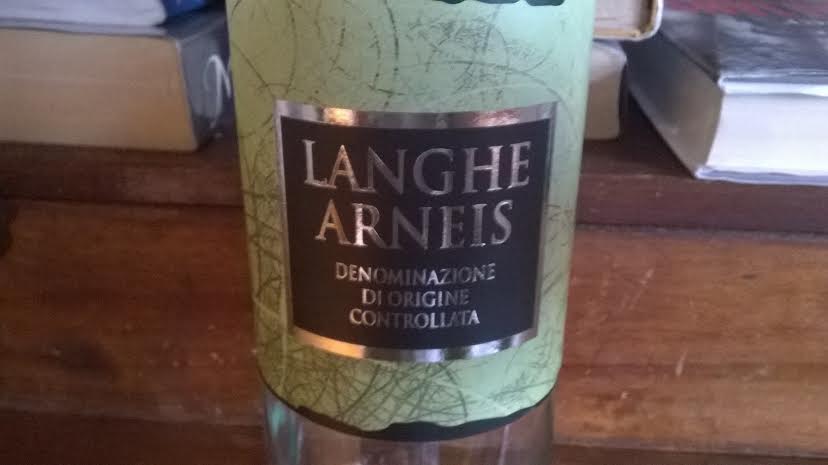 LANGHE
ARNEIS
DENOMINAZIONE
DI ORIGINE
CONTROLLATA